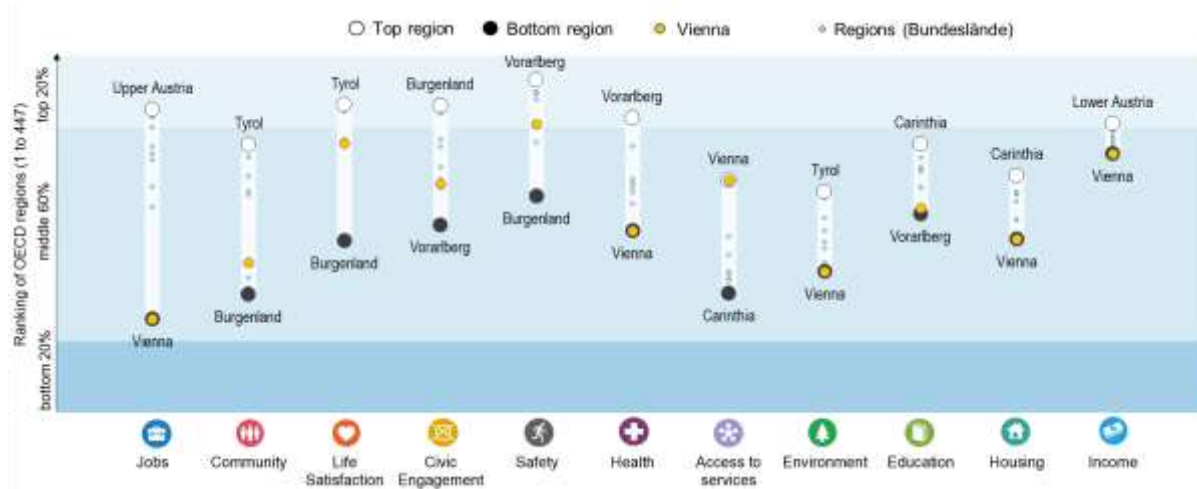 Top region Bottom region Vienna Regions (Bundeslände)
Ranking of OECD regions (1 to 447)
top 20%
middle 60%
bottom 20%
Upper Austria
Vienna
Tyrol
Burgenland
Tyrol
Burgenland
Burgenland
Vorarlberg
Vorarlberg
Burgenland
Vorarlberg
Vienna
Vienna
Carinthia
Tyrol
Vienna
Carinthia
Vorarlberg
Carinthia
Vienna
Lower Austria
Vienna
Jobs
Community
Life
Satisfaction
Civic
Engagement
Safety
Health
Access to
services
Environment
Education
Housing
Income